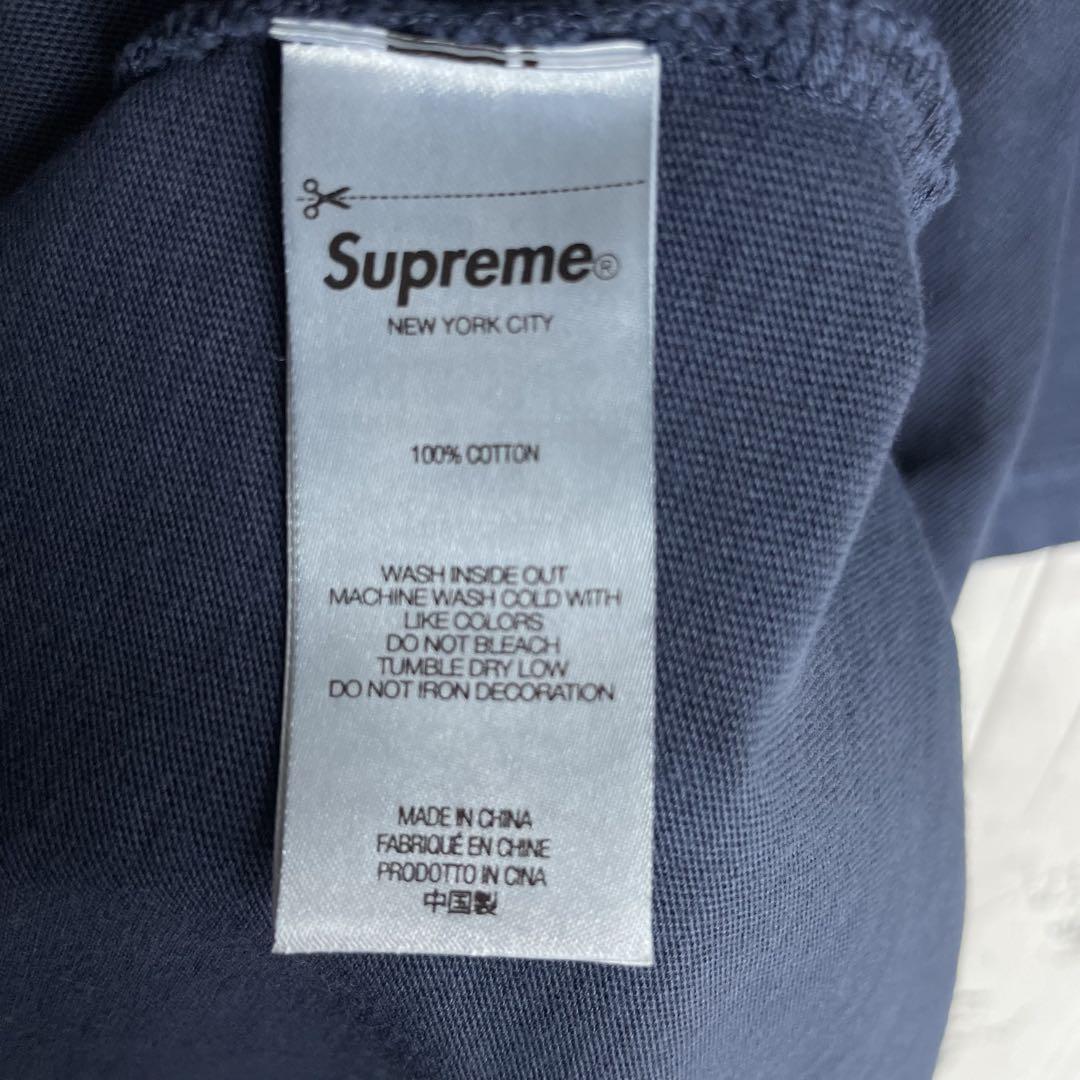 Supreme®
NEW YORK CITY
100% COTTON
WASH INSIDE OUT
MACHINE WASH COLD WITH
LIKE COLORS
DO NOT BLEACH
TUMBLE DRY LOW
DO NOT IRON DECORATION
MADE IN CHINA
FABRIQUÉ EN CHINE
PRODOTTO IN CINA
中国製